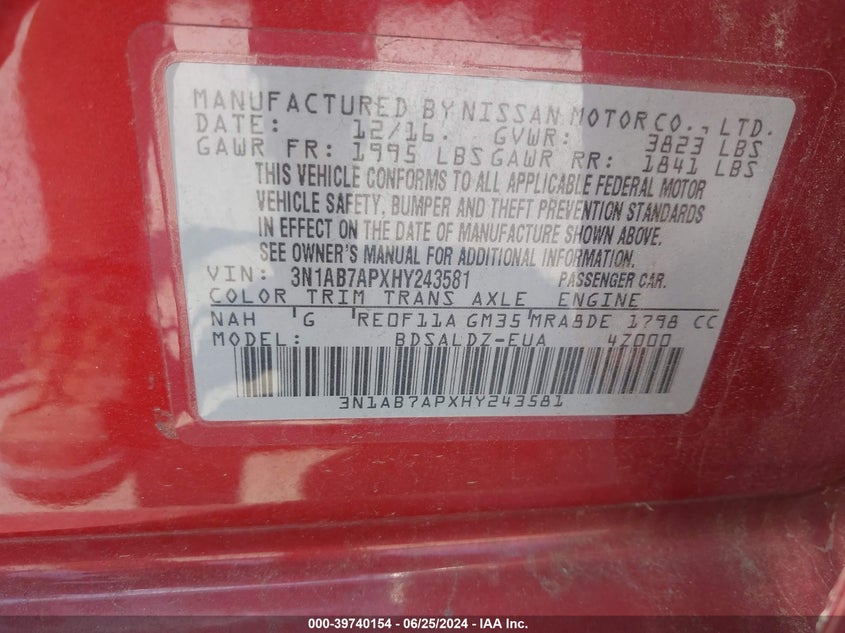 MANUFACTURED BY NISSAN MOTOR CO., LTD.
DATE: 12/16. GVWR: 3823 LBS
GAWR FR: 1995 LBS GAWR RR: 1841 LBS
THIS VEHICLE CONFORMS TO ALL APPLICABLE FEDERAL MOTOR
VEHICLE SAFETY, BUMPER AND THEFT PREVENTION STANDARDS
IN EFFECT ON THE DATE OF MANUFACTURE SHOWN ABOVE.
SEE OWNER'S MANUAL FOR ADDITIONAL INFORMATION.
VIN: 3N1AB7APXHY243581 PASSENGER CAR.
COLOR TRIM TRANS AXLE ENGINE
NAH 'G 'RE0F11A GM35'MRA8DE 1798 CC
MODEL: BDSALDZ-EUA 4Z000
3N1AB7APXHY243581
000-39740154 - 06/25/2024 - IAA Inc.